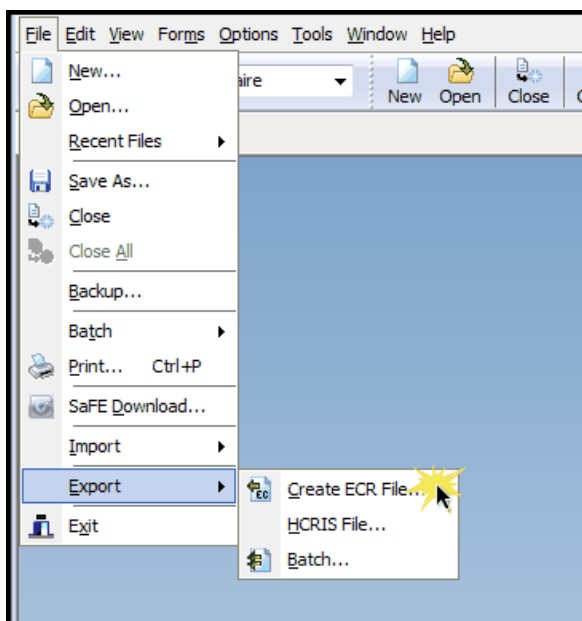 File Edit View Forms Options Tools Window Help
New...
aire
New Open Close
Open...
Recent Files
Save As...
Close
Close All
Backup...
Batch
Print... Ctrl+P
SaFE Download...
Import
Export
EC Create ECR File...
HCRIS File...
Exit
Batch...